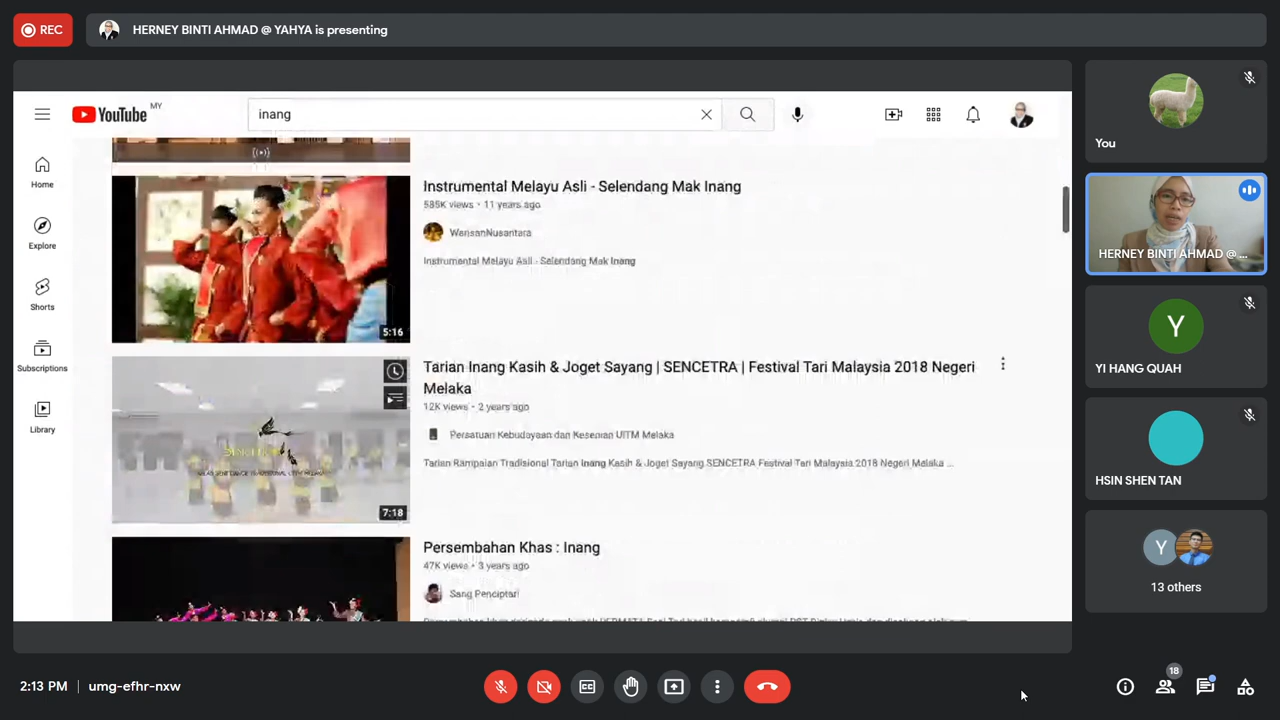 REC
HERNEY BINTI AHMAD @ YAHYA is presenting
YouTube MY
inang
Home
Explore
Shorts
Subscriptions
Library
Instrumental Melayu Asli - Selendang Mak Inang
585K views • 11 years ago
WarisanNusantara
Instrumental Melayu Asli - Selendang Mak Inang
5:16
Tarian Inang Kasih & Joget Sayang | SENCETRA | Festival Tari Malaysia 2018 Negeri
Melaka
12K views • 2 years ago
Persatuan Kebudayaan dan Kesenian UITM Melaka
Tarian Rampaian Tradisional Tarian Inang Kasih & Joget Sayang SENCETRA Festival Tari Malaysia 2018 Negeri Melaka ...
7:18
Persembahan Khas : Inang
47K views • 3 years ago
Sang Penciptari
You
HERNEY BINTI AHMAD @ ...
Y
YI HANG QUAH
HSIN SHEN TAN
Y
13 others
2:13 PM | umg-efhr-nxw
18